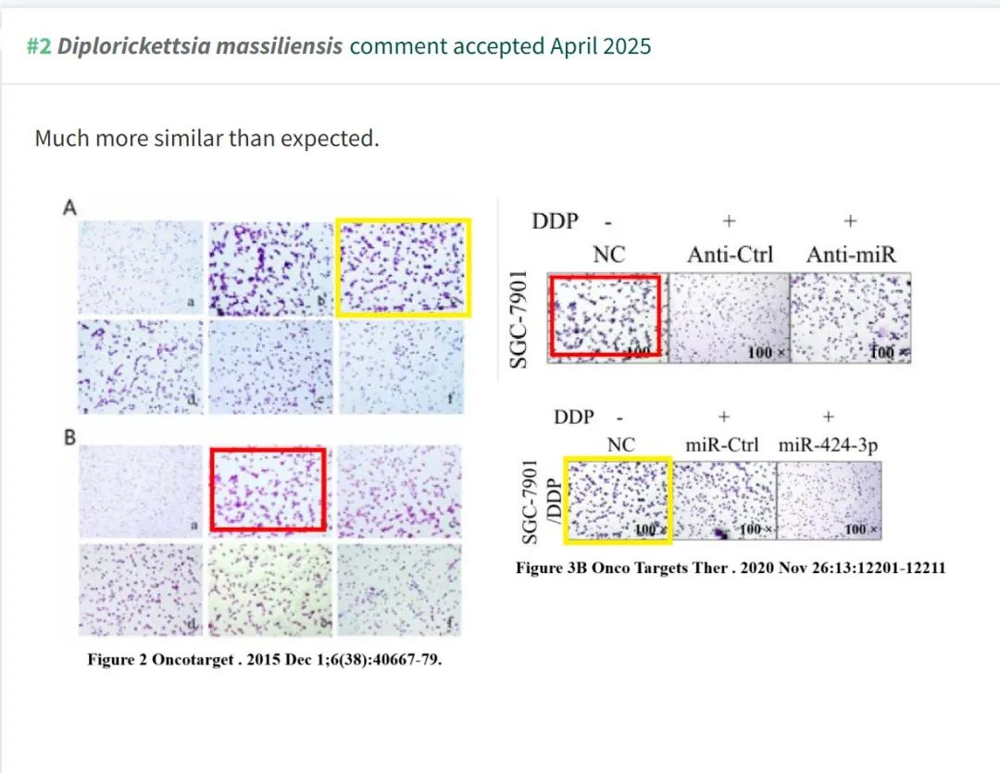 #2 Diplorickettsia massiliensis comment accepted April 2025
Much more similar than expected.
A
a
b
d
e
f
B
a
d
e
f
Figure 2 Oncotarget . 2015 Dec 1;6(38):40667-79.
DDP - + +
NC Anti-Ctrl Anti-miR
SGC-7901
100 × 100 × 100 ×
DDP - + +
NC miR-Ctrl miR-424-3p
SGC-7901
/DDP
100 × 100 × 100 ×
Figure 3B Onco Targets Ther . 2020 Nov 26:13:12201-12211